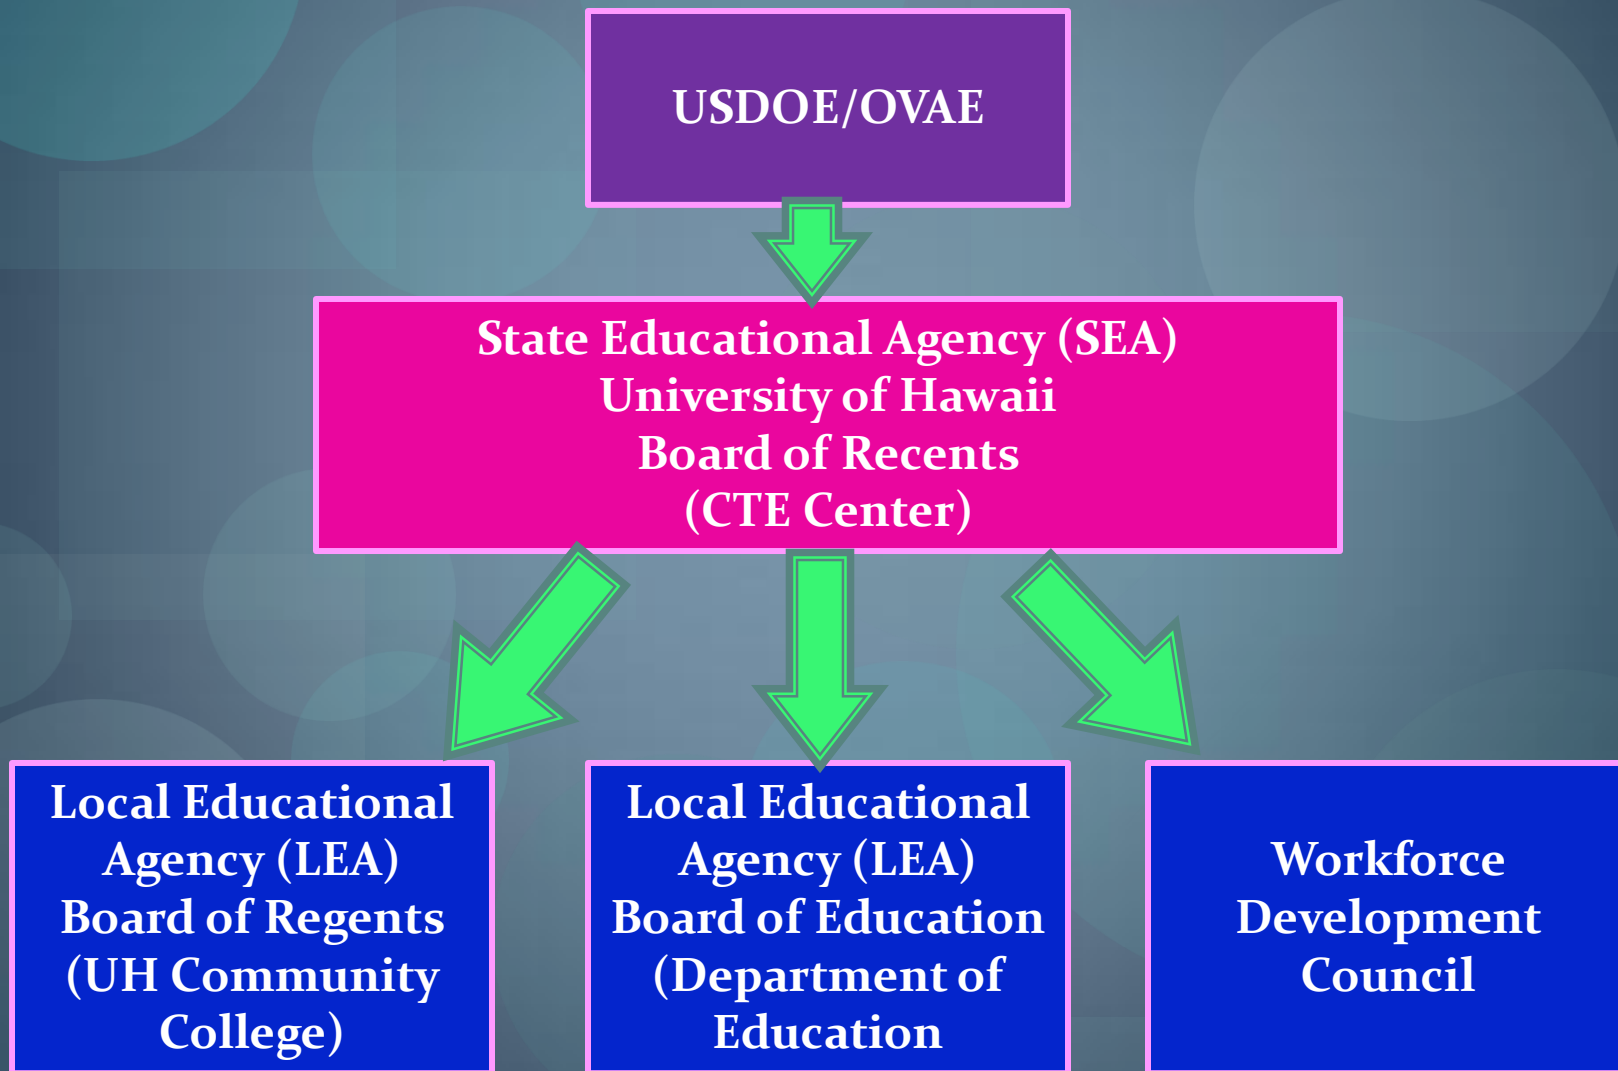 USDOE/OVAE
State Educational Agency (SEA)
University of Hawaii
Board of Recents
(CTE Center)
Local Educational
Agency (LEA)
Board of Regents
(UH Community
College)
Local Educational
Agency (LEA)
Board of Education
(Department of
Education
Workforce
Development
Council